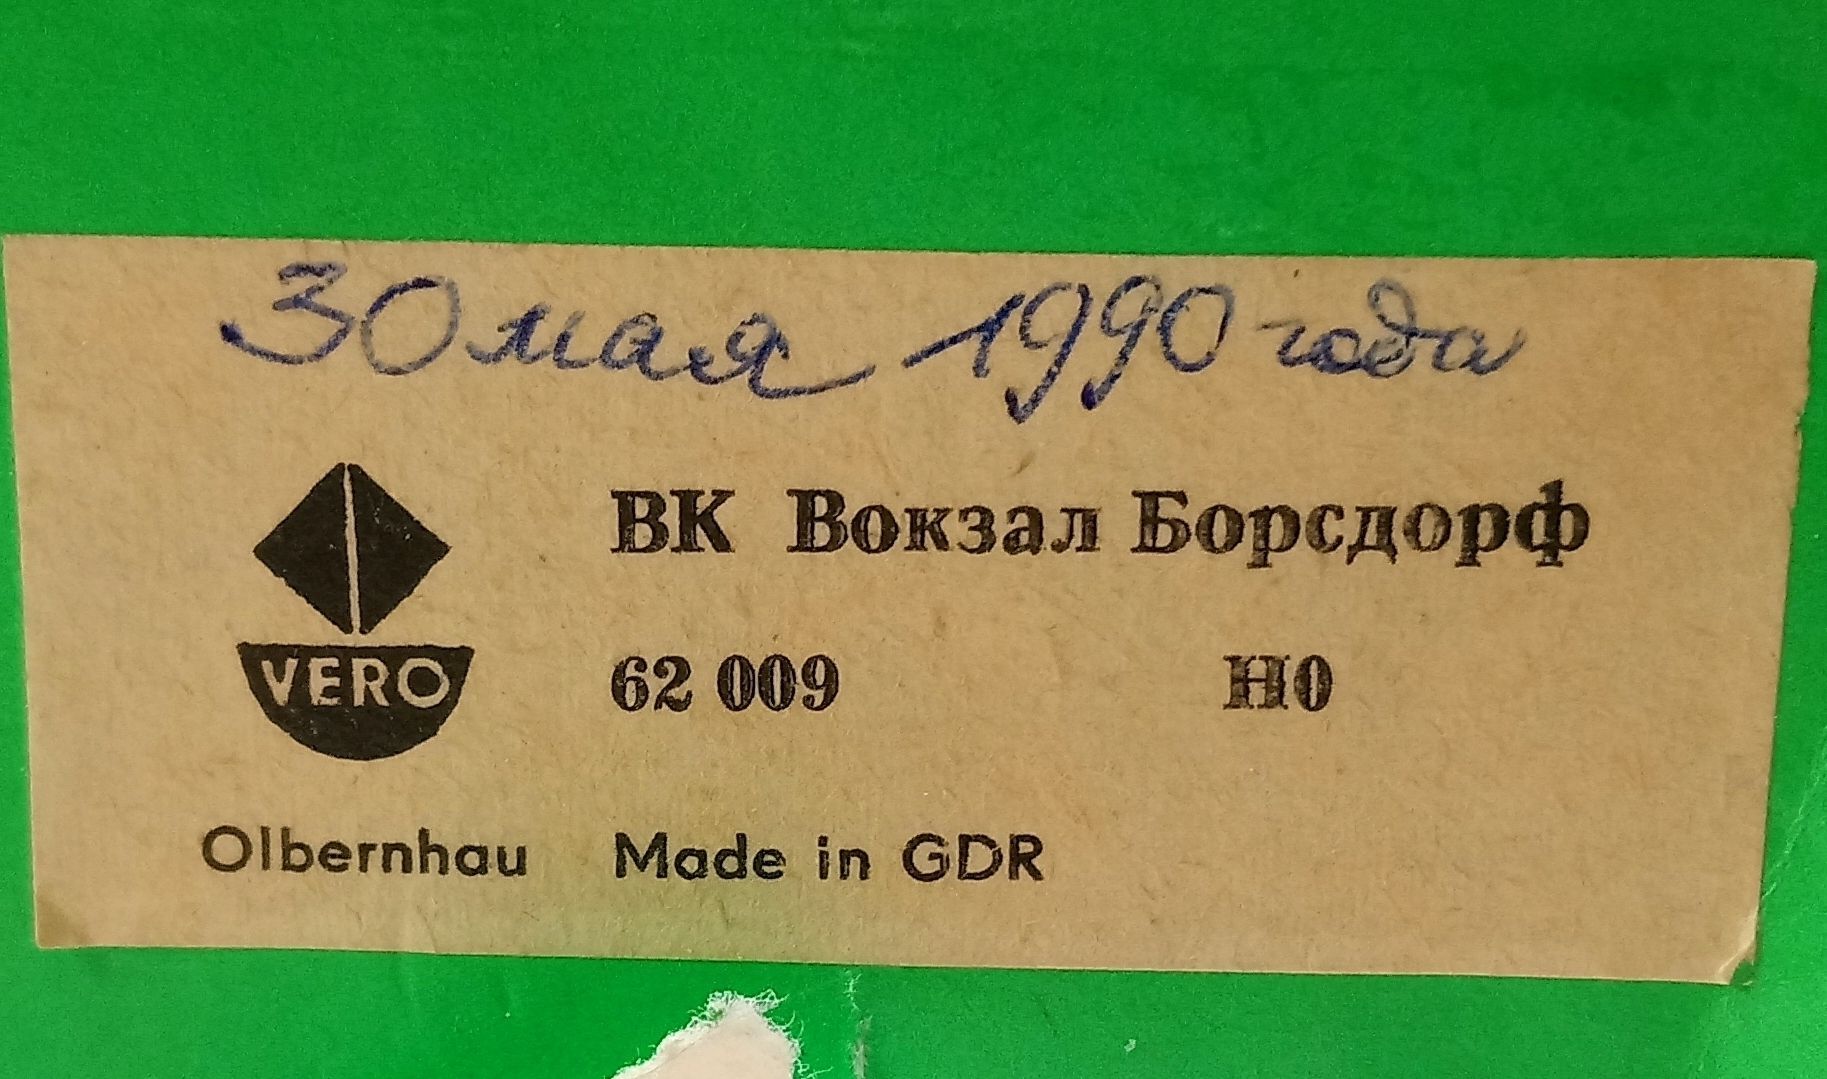 30 мая 1990 года
ВК Вокзал Борсдорф
VERO
62 009 H0
Olbernhau Made in GDR